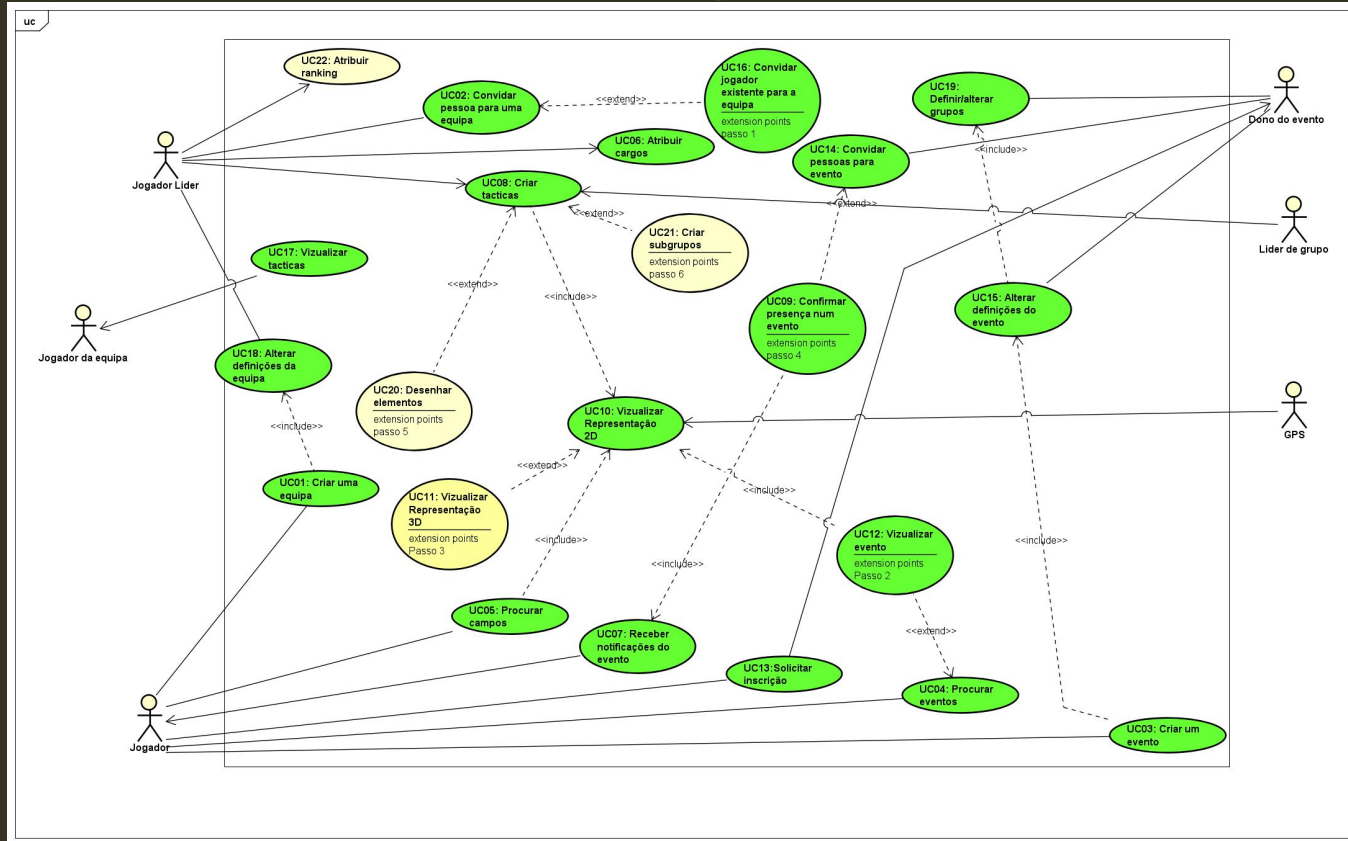 uc
UC22: Atribuir
ranking
UC02: Convidar
pessoa para uma
equipa
<<extend>>
UC16: Convidar
jogador
existente para a
equipa
extension points
passo 1
UC19:
Definir/alterar
grupos
Dono do evento
UC06: Atribuir
cargos
UC14: Convidar
pessoas para
evento
<<include>>
Jogador Lider
UC08: Criar
tacticas
<<extend>>
<<extend>>
UC21: Criar
subgrupos
extension points
passo 6
Lider de grupo
UC17: Vizualizar
tacticas
<<extend>>
<<include>>
UC09: Confirmar
presença num
evento
extension points
passo 4
UC15: Alterar
definições do
evento
Jogador da equipa
UC18: Alterar
definições da
equipa
UC20: Desenhar
elementos
extension points
passo 5
<<include>>
UC10: Vizualizar
Representação
2D
GPS
<<extend>>
UC01: Criar uma
equipa
UC11: Vizualizar
Representação
3D
extension points
Passo 3
<<include>>
<<include>>
UC12: Vizualizar
evento
extension points
Passo 2
<<include>>
<<include>>
UC05: Procurar
campos
UC07: Receber
notificações do
evento
<<extend>>
UC13:Solicitar
inscrição
UC04: Procurar
eventos
Jogador
UC03: Criar um
evento